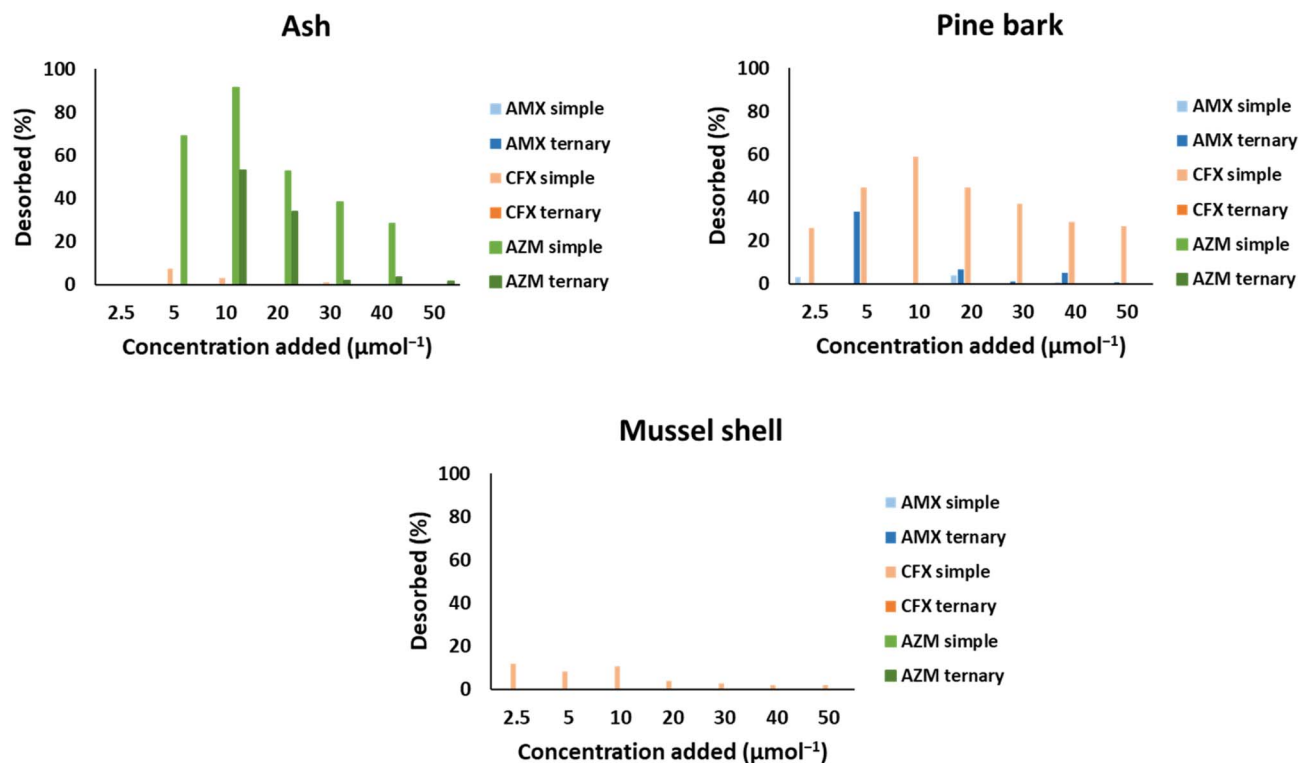 Ash
Desorbed (%)
100
80
60
40
20
0
2.5 5 10 20 30 40 50
Concentration added (µmol⁻¹)
AMX simple
AMX ternary
CFX simple
CFX ternary
AZM simple
AZM ternary
Pine bark
Desorbed (%)
100
80
60
40
20
0
2.5 5 10 20 30 40 50
Concentration added (µmol⁻¹)
AMX simple
AMX ternary
CFX simple
CFX ternary
AZM simple
AZM ternary
Mussel shell
Desorbed (%)
100
80
60
40
20
0
2.5 5 10 20 30 40 50
Concentration added (µmol⁻¹)
AMX simple
AMX ternary
CFX simple
CFX ternary
AZM simple
AZM ternary